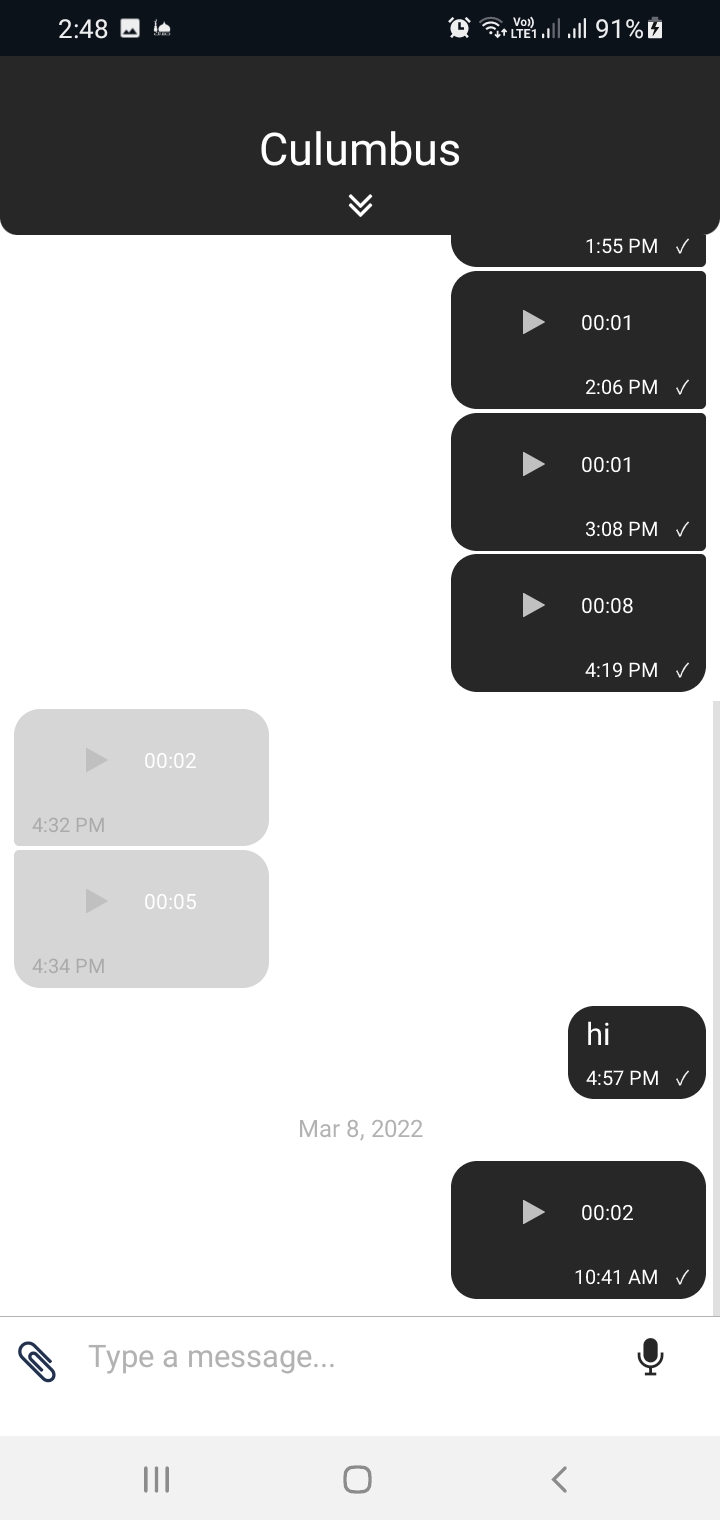 2:48 Vo)) LTE1 91%
Culumbus
1:55 PM ✓
00:01
2:06 PM ✓
00:01
3:08 PM ✓
00:08
4:19 PM ✓
00:02
4:32 PM
00:05
4:34 PM
hi
4:57 PM ✓
Mar 8, 2022
00:02
10:41 AM ✓
Type a message...